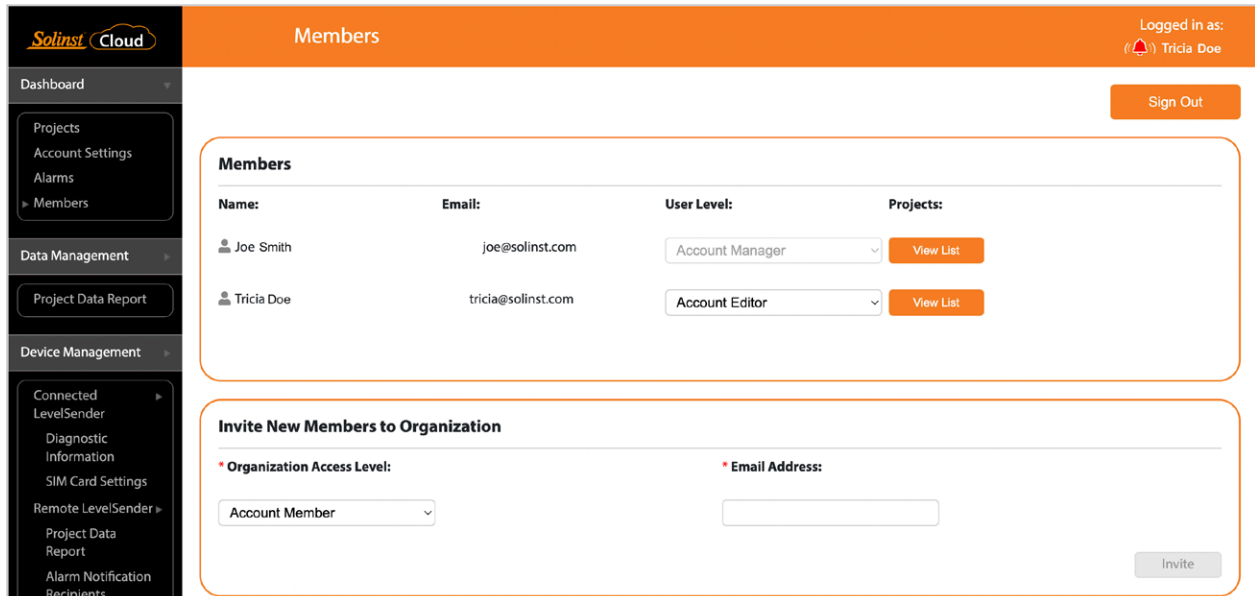 Solinst Cloud
Members
Logged in as:
Tricia Doe
Sign Out
Dashboard
Projects
Account Settings
Alarms
Members
Data Management
Project Data Report
Device Management
Connected
LevelSender
Diagnostic
Information
SIM Card Settings
Remote LevelSender
Project Data
Report
Alarm Notification
Recipients
Members
Name: Email: User Level: Projects:
Joe Smith joe@solinst.com Account Manager View List
Tricia Doe tricia@solinst.com Account Editor View List
Invite New Members to Organization
* Organization Access Level: * Email Address:
Account Member
Invite